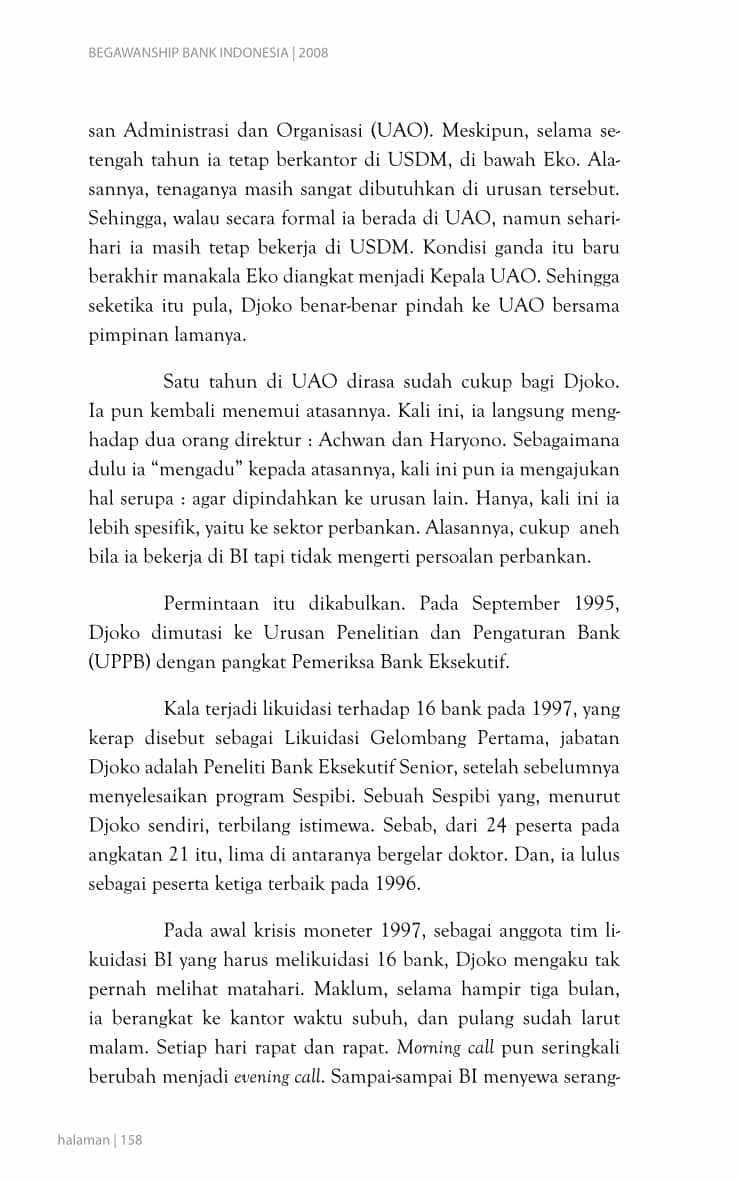 BEGAWANSHIP BANK INDONESIA | 2008
san Administrasi dan Organisasi (UAO). Meskipun, selama se-
tengah tahun ia tetap berkantor di USDM, di bawah Eko. Ala-
sannya, tenaganya masih sangat dibutuhkan di urusan tersebut.
Sehingga, walau secara formal ia berada di UAO, namun sehari-
hari ia masih tetap bekerja di USDM. Kondisi ganda itu baru
berakhir manakala Eko diangkat menjadi Kepala UAO. Sehingga
seketika itu pula, Djoko benar-benar pindah ke UAO bersama
pimpinan lamanya.
Satu tahun di UAO dirasa sudah cukup bagi Djoko.
Ia pun kembali menemui atasannya. Kali ini, ia langsung meng-
hadap dua orang direktur : Achwan dan Haryono. Sebagaimana
dulu ia “mengadu” kepada atasannya, kali ini pun ia mengajukan
hal serupa : agar dipindahkan ke urusan lain. Hanya, kali ini ia
lebih spesifik, yaitu ke sektor perbankan. Alasannya, cukup  aneh
bila ia bekerja di BI tapi tidak mengerti persoalan perbankan.
Permintaan itu dikabulkan. Pada September 1995,
Djoko dimutasi ke Urusan Penelitian dan Pengaturan Bank
(UPPB) dengan pangkat Pemeriksa Bank Eksekutif.
Kala terjadi likuidasi terhadap 16 bank pada 1997, yang
kerap disebut sebagai Likuidasi Gelombang Pertama, jabatan
Djoko adalah Peneliti Bank Eksekutif Senior, setelah sebelumnya
menyelesaikan program Sespibi. Sebuah Sespibi yang, menurut
Djoko sendiri, terbilang istimewa. Sebab, dari 24 peserta pada
angkatan 21 itu, lima di antaranya bergelar doktor. Dan, ia lulus
sebagai peserta ketiga terbaik pada 1996.
Pada awal krisis moneter 1997, sebagai anggota tim li-
kuidasi BI yang harus melikuidasi 16 bank, Djoko mengaku tak
pernah melihat matahari. Maklum, selama hampir tiga bulan,
ia berangkat ke kantor waktu subuh, dan pulang sudah larut
malam. Setiap hari rapat dan rapat. Morning call pun seringkali
berubah menjadi evening call. Sampai-sampai BI menyewa serang-
halaman | 158